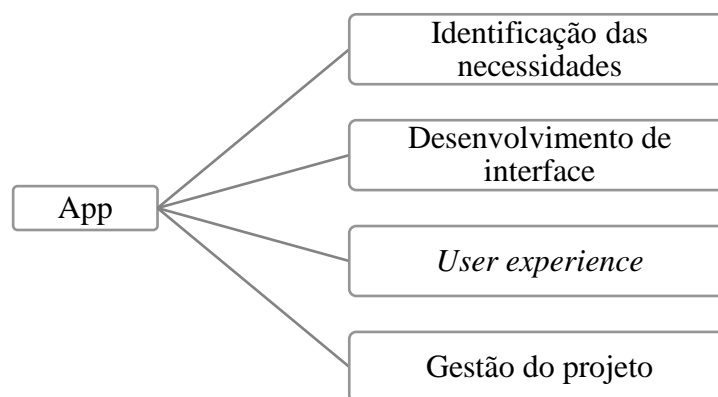 Identificação das
necessidades
Desenvolvimento de
interface
App
User experience
Gestão do projeto